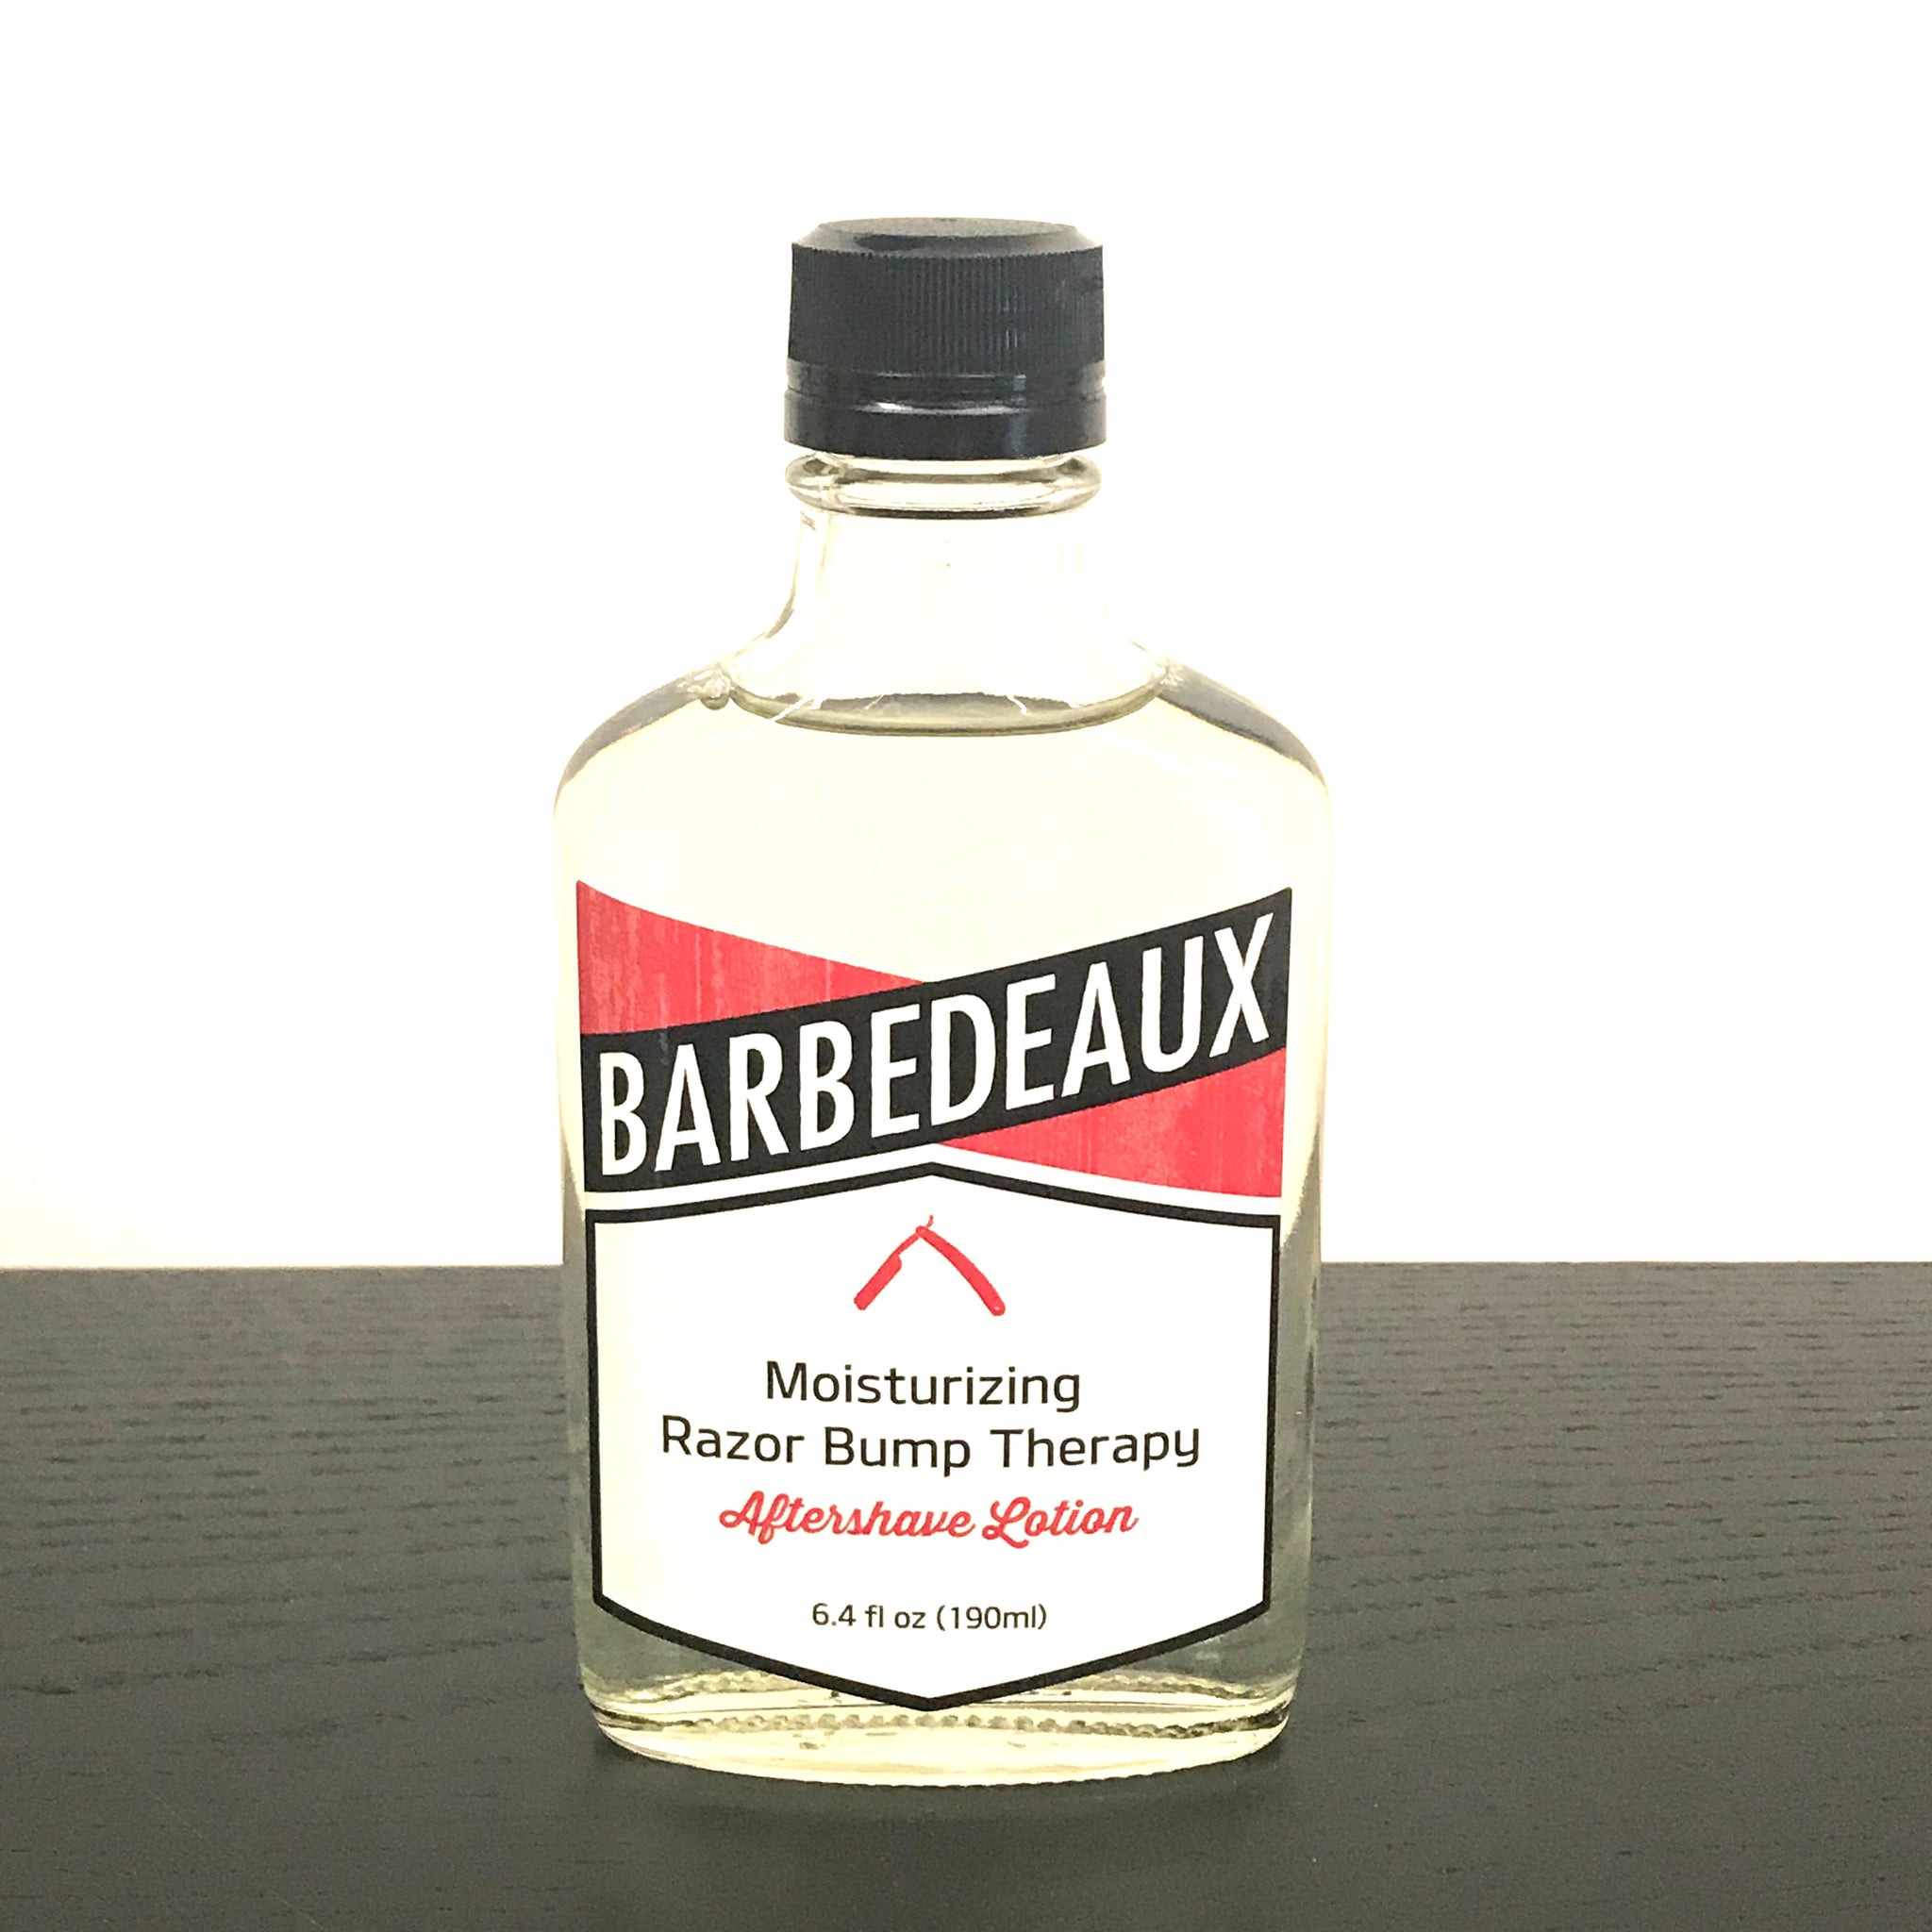 BARBEDEAUX
Moisturizing
Razor Bump Therapy
Aftershave Lotion
6.4 fl oz (190ml)